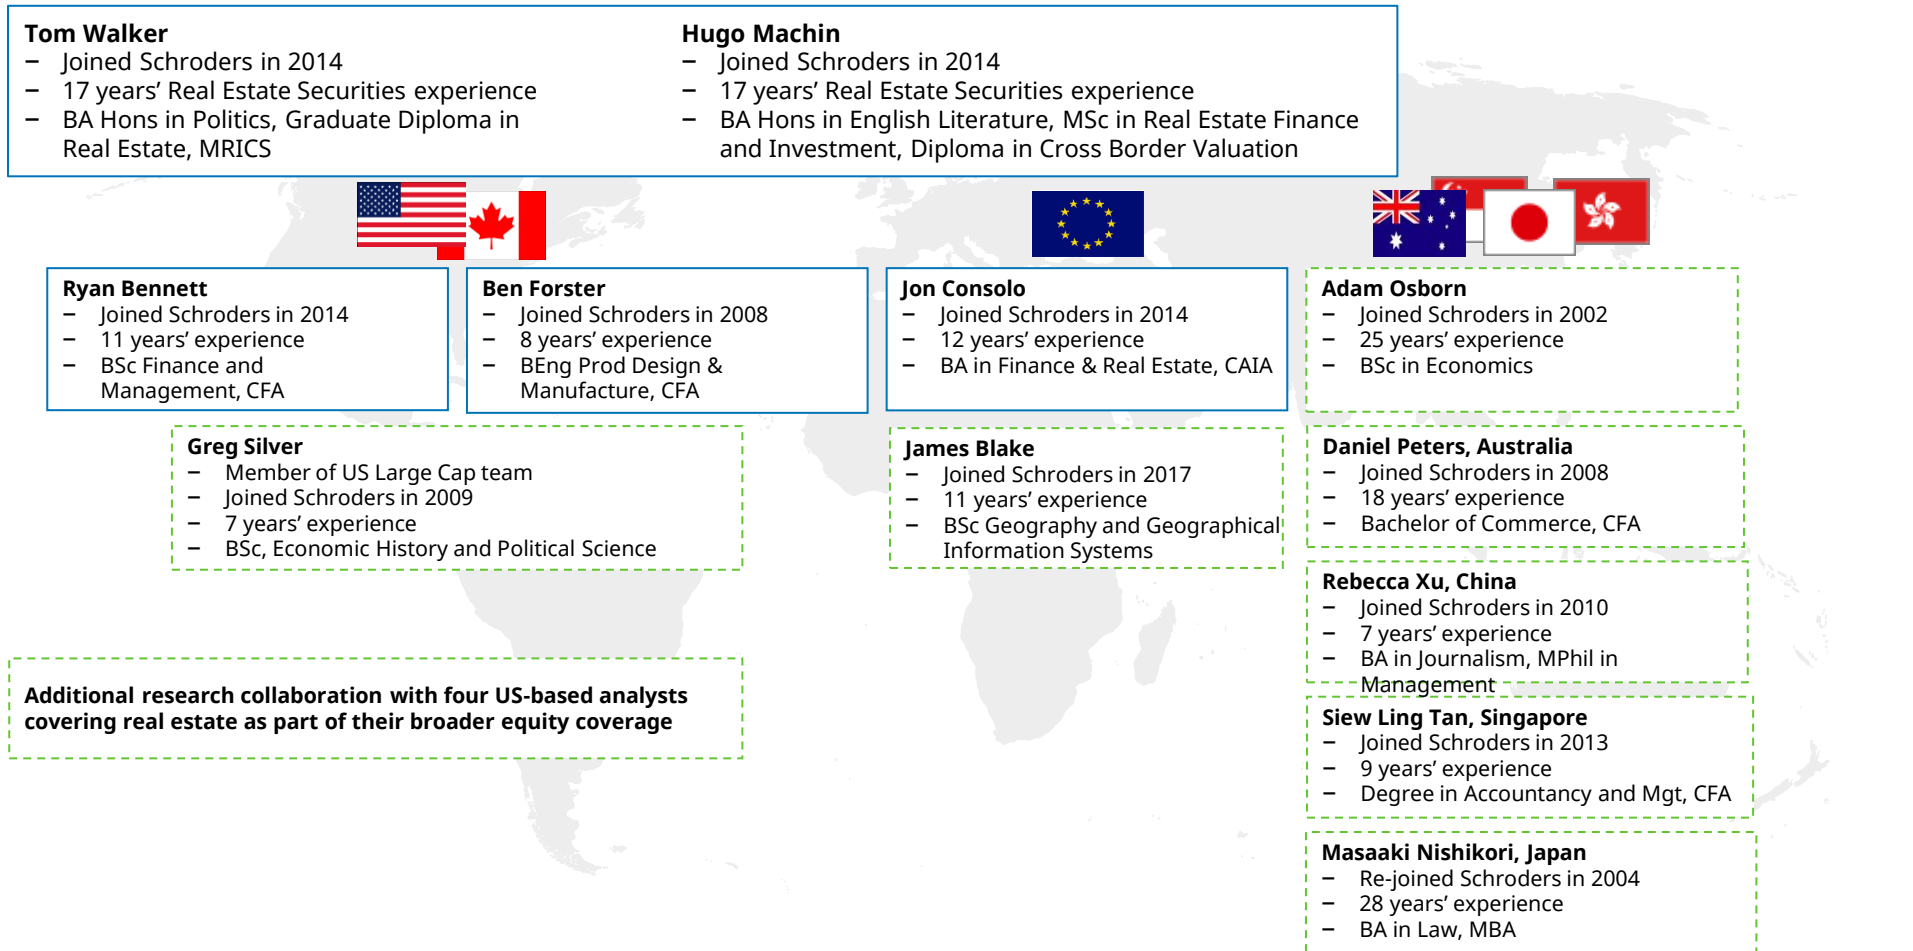 Tom Walker
– Joined Schroders in 2014
– 17 years’ Real Estate Securities experience
– BA Hons in Politics, Graduate Diploma in
Real Estate, MRICS
Hugo Machin
– Joined Schroders in 2014
– 17 years’ Real Estate Securities experience
– BA Hons in English Literature, MSc in Real Estate Finance
and Investment, Diploma in Cross Border Valuation
Ryan Bennett
– Joined Schroders in 2014
– 11 years’ experience
– BSc Finance and
Management, CFA
Ben Forster
– Joined Schroders in 2008
– 8 years’ experience
– BEng Prod Design &
Manufacture, CFA
Jon Consolo
– Joined Schroders in 2014
– 12 years’ experience
– BA in Finance & Real Estate, CAIA
Adam Osborn
– Joined Schroders in 2002
– 25 years’ experience
– BSc in Economics
Greg Silver
– Member of US Large Cap team
– Joined Schroders in 2009
– 7 years’ experience
– BSc, Economic History and Political Science
James Blake
– Joined Schroders in 2017
– 11 years’ experience
– BSc Geography and Geographical
Information Systems
Daniel Peters, Australia
– Joined Schroders in 2008
– 18 years’ experience
– Bachelor of Commerce, CFA
Rebecca Xu, China
– Joined Schroders in 2010
– 7 years’ experience
– BA in Journalism, MPhil in
Management
Additional research collaboration with four US-based analysts
covering real estate as part of their broader equity coverage
Siew Ling Tan, Singapore
– Joined Schroders in 2013
– 9 years’ experience
– Degree in Accountancy and Mgt, CFA
Masaaki Nishikori, Japan
– Re-joined Schroders in 2004
– 28 years’ experience
– BA in Law, MBA